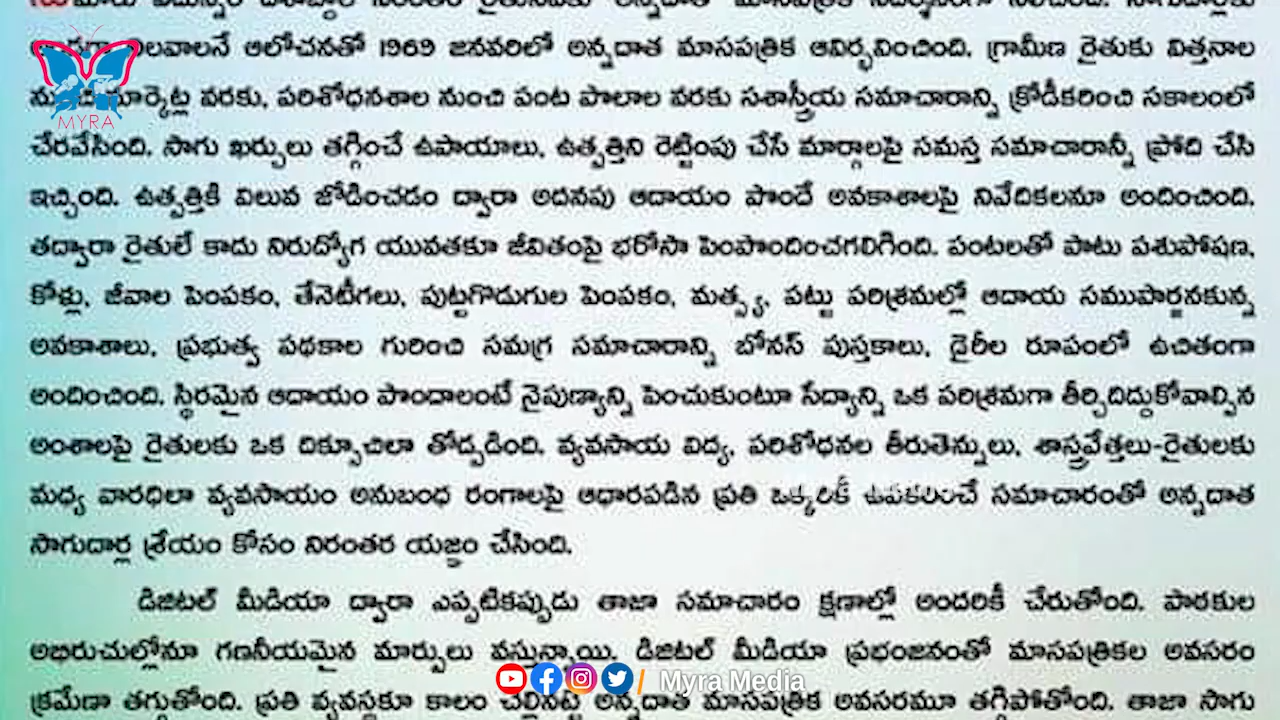 అన్నదాత మాసపత్రిక
ఆలోచనతో 1969 జనవరిలో అన్నదాత మాసపత్రిక ఆవిర్భవించింది. గ్రామీణ రైతుకు విత్తనాల
MYRA వరకు, పరిశోధనశాల నుంచి పంట పొలాల వరకు సశాస్త్రీయ సమాచారాన్ని క్రోడీకరించి సకాలంలో
చేరవేసింది. సాగు ఖర్చులు తగ్గించే ఉపాయాలు, ఉత్పత్తిని రెట్టింపు చేసే మార్గాలపై సమస్త సమాచారాన్నీ ప్రోది చేసి
ఇచ్చింది. ఉత్పత్తికి విలువ జోడించడం ద్వారా అదనపు ఆదాయం పొందే అవకాశాలపై నివేదికలనూ అందించింది.
తద్వారా రైతులే కాదు నిరుద్యోగ యువతకూ జీవితంపై భరోసా పెంపొందించగలిగింది. పంటలతో పాటు పశుపోషణ,
కోళ్లు, జీవాల పెంపకం, తేనెటీగలు, పుట్టగొడుగుల పెంపకం, మత్స్య, పట్టు పరిశ్రమల్లో ఆదాయ సముపార్జనకున్న
అవకాశాలు, ప్రభుత్వ పథకాల గురించి సమగ్ర సమాచారాన్ని బోనస్ పుస్తకాలు, డైరీల రూపంలో ఉచితంగా
అందించింది. స్థిరమైన ఆదాయం పొందాలంటే నైపుణ్యాన్ని పెంచుకుంటూ సేద్యాన్ని ఒక పరిశ్రమగా తీర్చిదిద్దుకోవాల్సిన
అంశాలపై రైతులకు ఒక దిక్సూచిలా తోడ్పడింది. వ్యవసాయ విద్య, పరిశోధనల తీరుతెన్నులు, శాస్త్రవేత్తలు-రైతులకు
మధ్య వారధిలా వ్యవసాయం అనుబంధ రంగాలపై ఆధారపడిన ప్రతి ఒక్కరికీ ఉపకరించే సమాచారంతో అన్నదాత
సాగుదార్ల శ్రేయం కోసం నిరంతర యజ్ఞం చేసింది.
డిజిటల్ మీడియా ద్వారా ఎప్పటికప్పుడు తాజా సమాచారం క్షణాల్లో అందరికీ చేరుతోంది. పాఠకుల
అభిరుచుల్లోనూ గణనీయమైన మార్పులు వస్తున్నాయి. డిజిటల్ మీడియా ప్రభంజనంతో మాసపత్రికల అవసరం
క్రమేణా తగ్గుతోంది. ప్రతి వ్యవస్థకూ కాలం చెల్లినట్టే అన్నదాత మాసపత్రిక అవసరమూ తగ్గిపోతోంది. తాజా సాగు
/ Myra Media